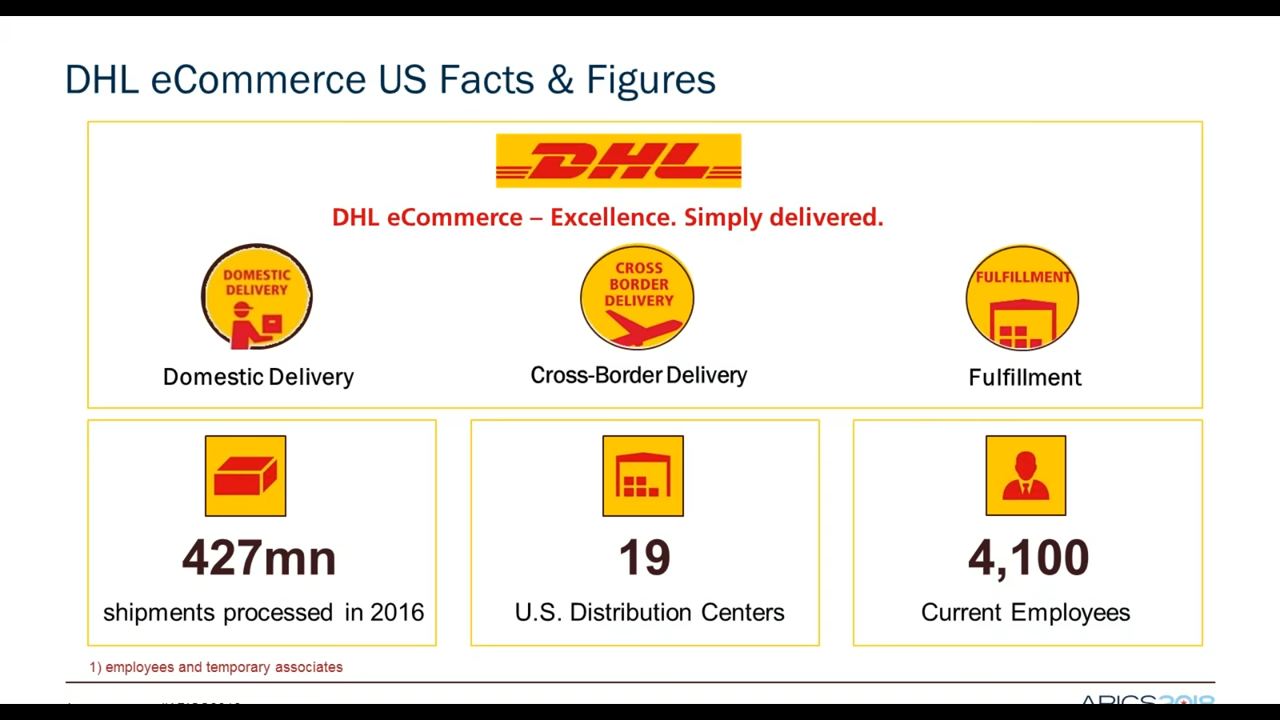 DHL eCommerce US Facts & Figures
DHL
DHL eCommerce – Excellence. Simply delivered.
DOMESTIC
DELIVERY
CROSS
BORDER
DELIVERY
FULFILLMENT
Domestic Delivery
Cross-Border Delivery
Fulfillment
427mn
19
4,100
shipments processed in 2016
U.S. Distribution Centers
Current Employees
1) employees and temporary associates
APICS2018